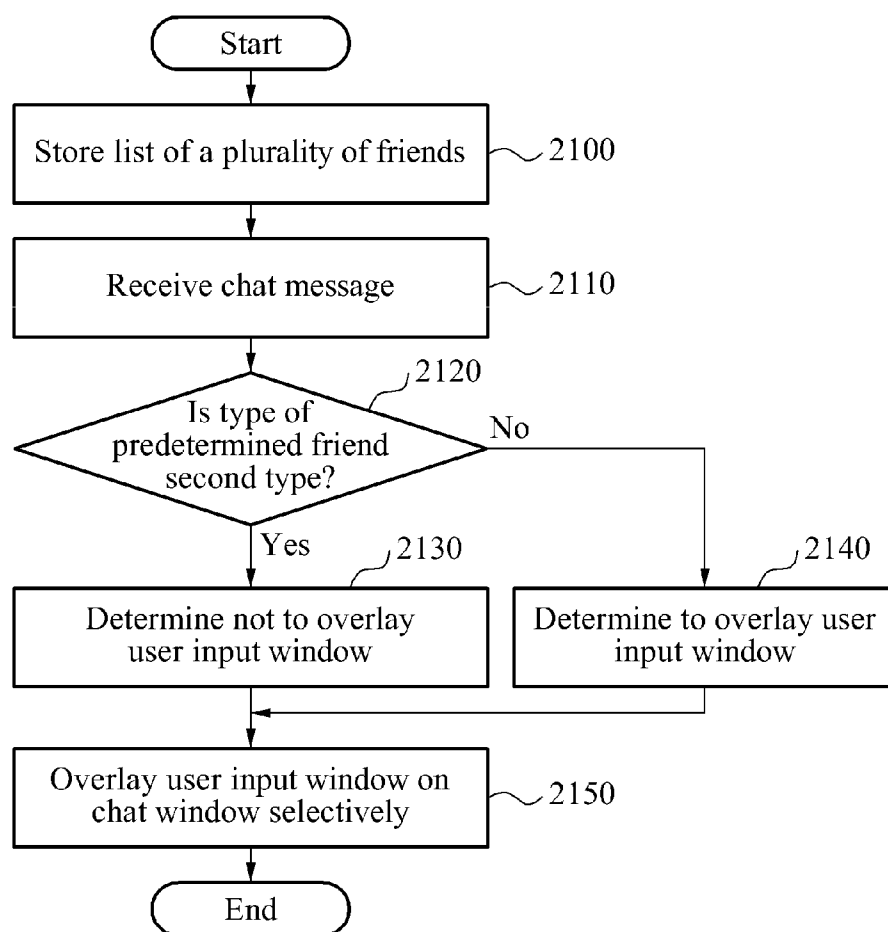 Start
Store list of a plurality of friends
2100
Receive chat message
2110
2120
Is type of
predetermined friend
second type?
No
Yes
2130
2140
Determine not to overlay
user input window
Determine to overlay user
input window
Overlay user input window on
chat window selectively
2150
End